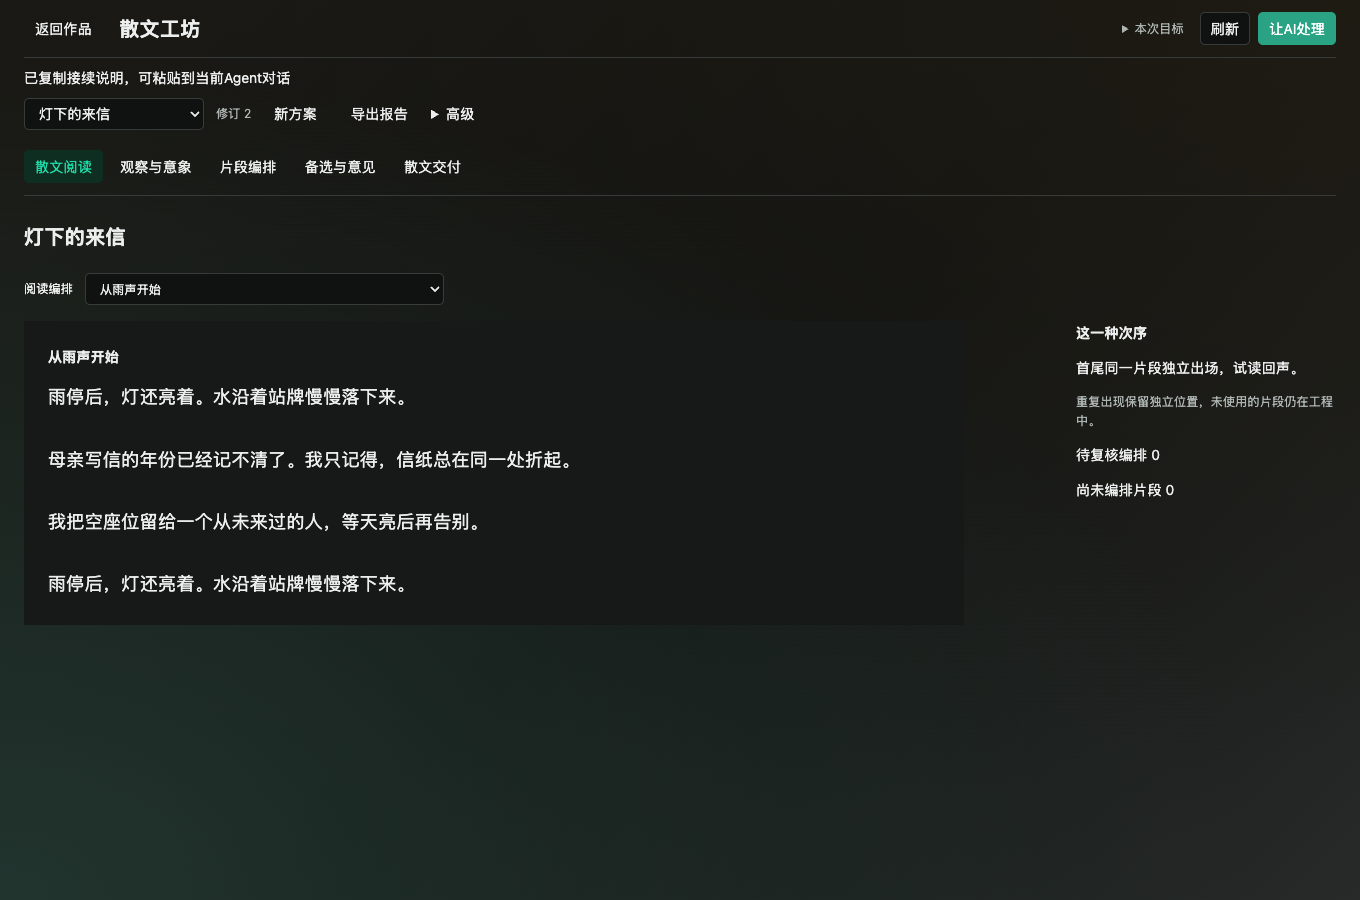 返回作品
散文工坊
▶ 本次目标
刷新
让AI处理
已复制接续说明，可粘贴到当前Agent对话
灯下的来信
修订 2
新方案
导出报告
▶ 高级
散文阅读
观察与意象
片段编排
备选与意见
散文交付
灯下的来信
阅读编排
从雨声开始
从雨声开始
雨停后，灯还亮着。水沿着站牌慢慢落下来。
母亲写信的年份已经记不清了。我只记得，信纸总在同一处折起。
我把空座位留给一个从未来过的人，等天亮后再告别。
雨停后，灯还亮着。水沿着站牌慢慢落下来。
这一种次序
首尾同一片段独立出场，试读回声。
重复出现保留独立位置，未使用的片段仍在工程
中。
待复核编排 0
尚未编排片段 0